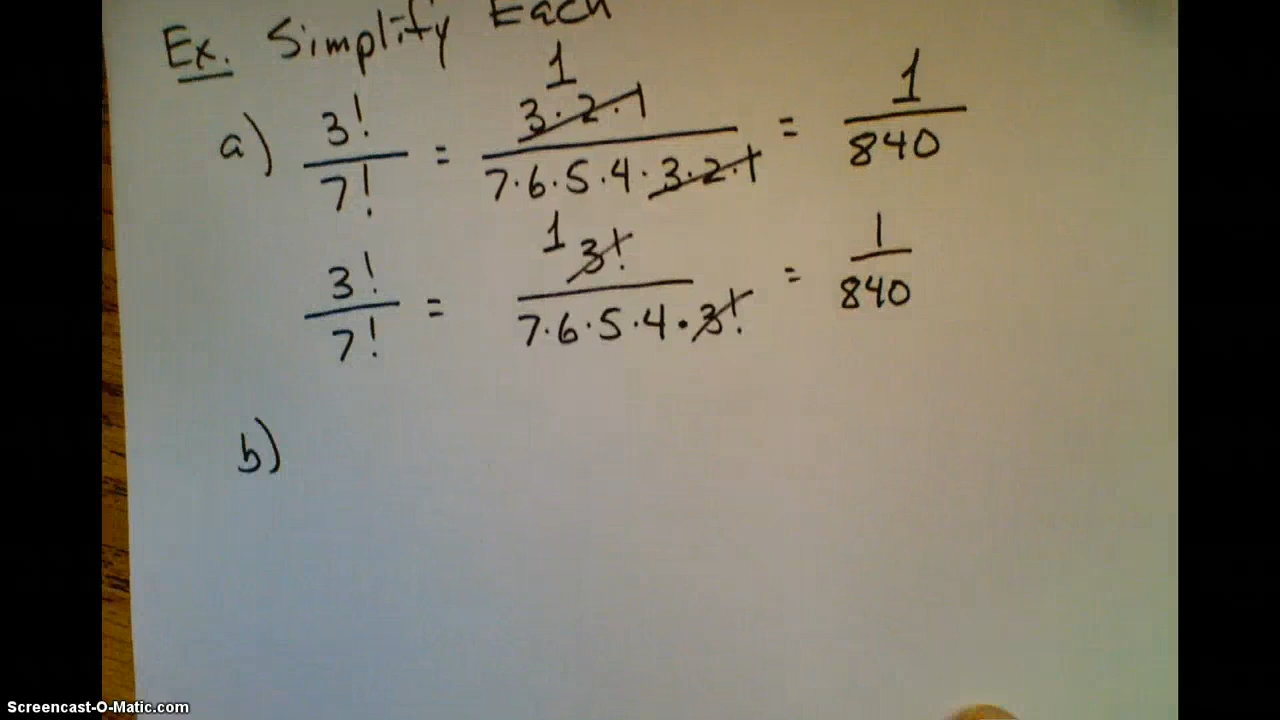 Ex. Simplify Each
a) 3!/7! = 1 3·2·1/7·6·5·4·3·2·1 = 1/840
3!/7! = 1 3!/7·6·5·4·3! = 1/840
b)
Screencast-O-Matic.com